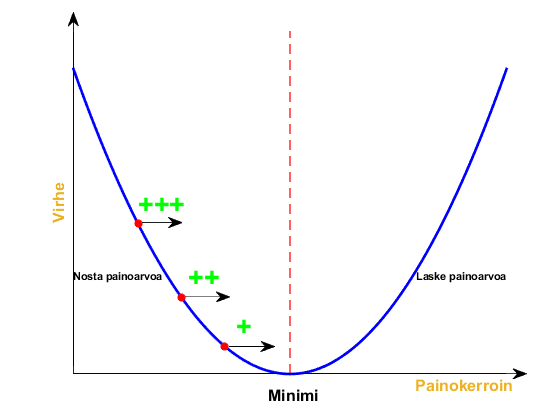 +++
Virhe
++
Nosta painoarvoa
Laske painoarvoa
+
Painokerroin
Minimi